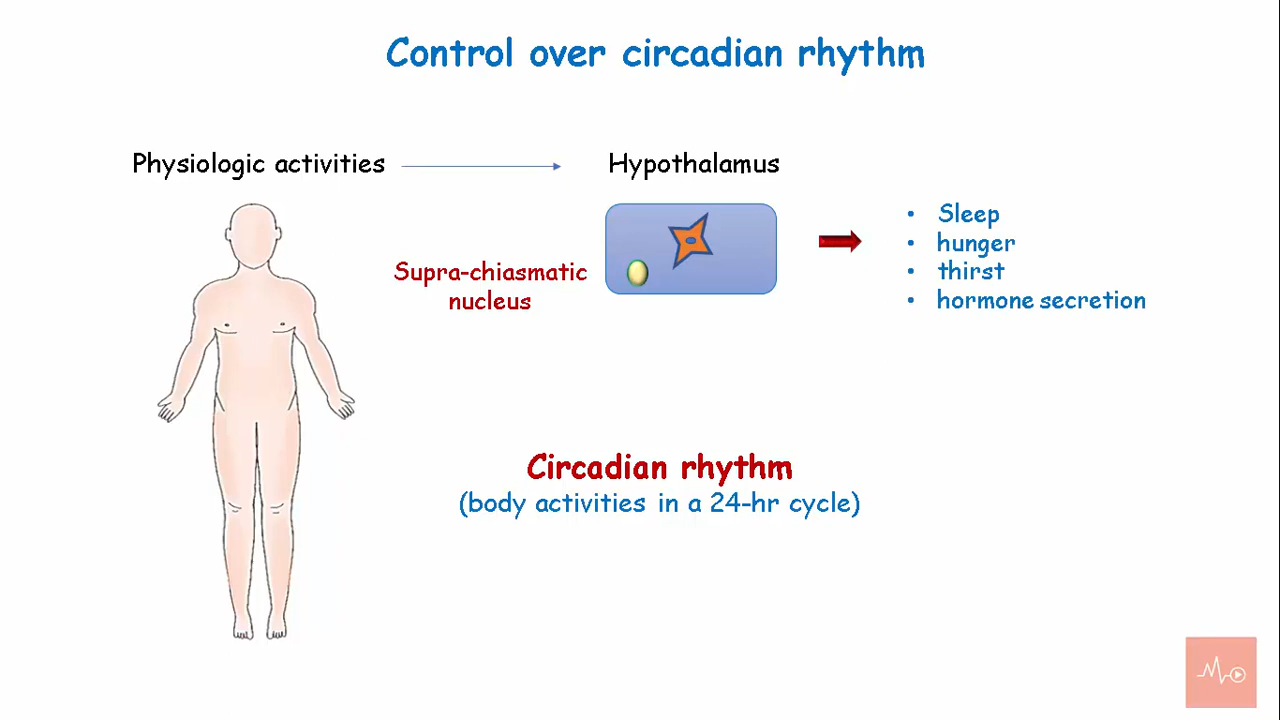 Control over circadian rhythm
Physiologic activities
Hypothalamus
Supra-chiasmatic
nucleus
• Sleep
• hunger
• thirst
• hormone secretion
Circadian rhythm
(body activities in a 24-hr cycle)